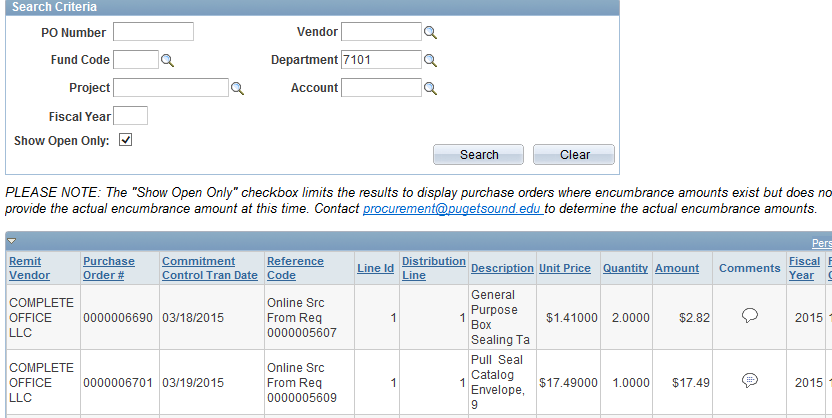 Search Criteria
PO Number Vendor
Fund Code Department 7101
Project Account
Fiscal Year
Show Open Only:
Search Clear
PLEASE NOTE: The "Show Open Only" checkbox limits the results to display purchase orders where encumbrance amounts exist but does no
provide the actual encumbrance amount at this time. Contact procurement@pugetsound.edu to determine the actual encumbrance amounts.
Pers
Remit Vendor Purchase Order # Commitment Control Tran Date Reference Code Line Id Distribution Line Description Unit Price Quantity Amount Comments Fiscal Year
COMPLETE OFFICE LLC 0000006690 03/18/2015 Online Src From Req 0000005607 1 1 General Purpose Box Sealing Ta $1.41000 2.0000 $2.82 2015 1
COMPLETE OFFICE LLC 0000006701 03/19/2015 Online Src From Req 0000005609 1 1 Pull Seal Catalog Envelope, 9 $17.49000 1.0000 $17.49 2015 1